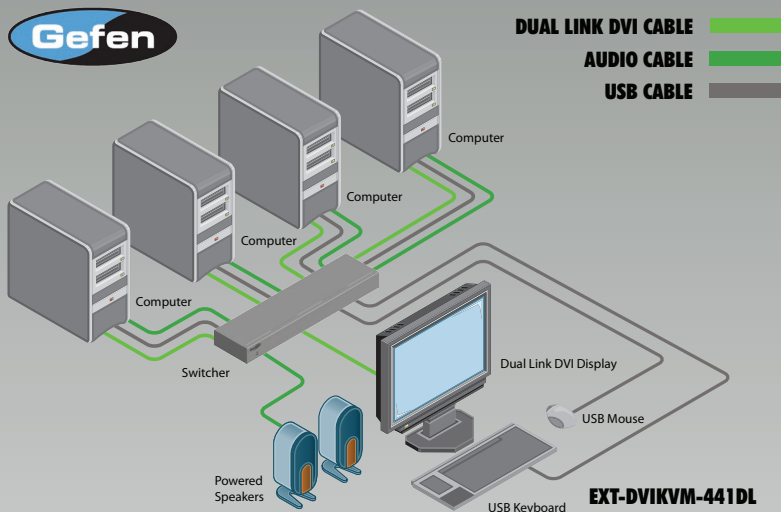 Gefen
DUAL LINK DVI CABLE
AUDIO CABLE
USB CABLE
Computer
Computer
Computer
Computer
Switcher
Dual Link DVI Display
USB Mouse
Powered
Speakers
USB Keyboard
EXT-DVIKVM-441DL